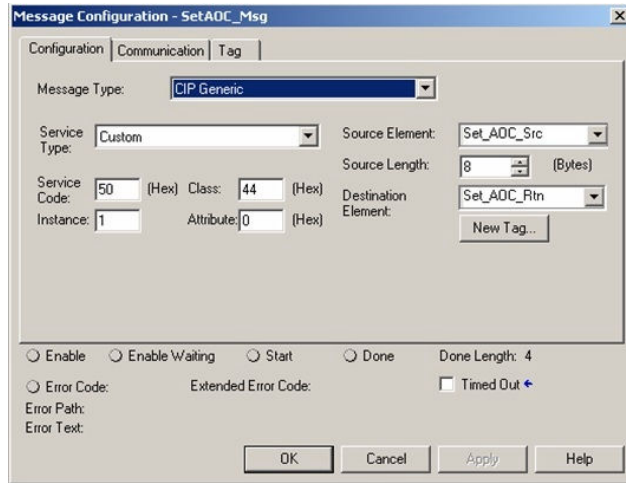 Message Configuration - SetAOC_Msg
Configuration
Communication
Tag
Message Type:
CIP Generic
Service Type:
Custom
Source Element:
Set_AOC_Src
Source Length:
8
(Bytes)
Service Code:
50
(Hex)
Class:
44
(Hex)
Destination Element:
Set_AOC_Rtn
Instance:
1
Attribute:
0
(Hex)
New Tag...
Enable
Enable Waiting
Start
Done
Done Length: 4
Error Code:
Extended Error Code:
Timed Out
Error Path:
Error Text:
OK
Cancel
Apply
Help